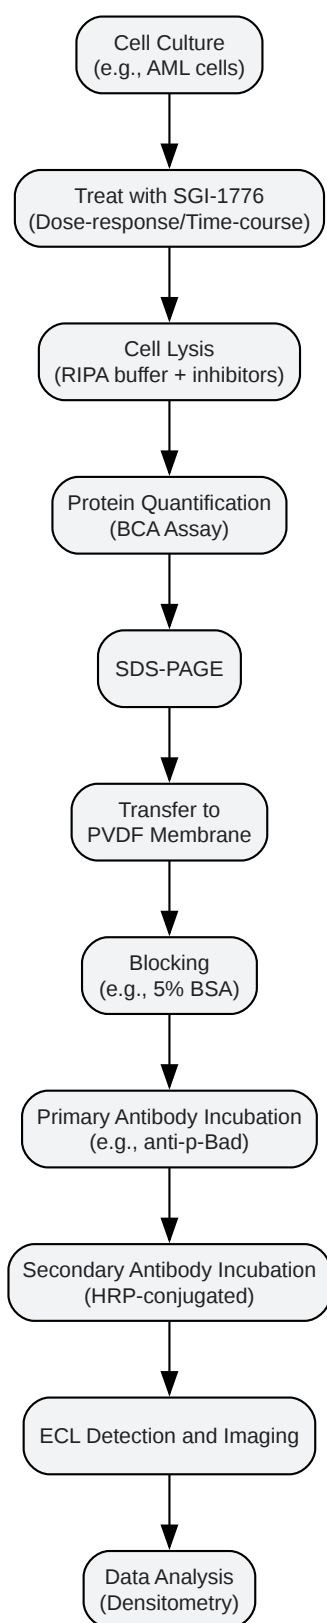 Cell Culture
(e.g., AML cells)
Treat with SGI-1776
(Dose-response/Time-course)
Cell Lysis
(RIPA buffer + inhibitors)
Protein Quantification
(BCA Assay)
SDS-PAGE
Transfer to
PVDF Membrane
Blocking
(e.g., 5% BSA)
Primary Antibody Incubation
(e.g., anti-p-Bad)
Secondary Antibody Incubation
(HRP-conjugated)
ECL Detection and Imaging
Data Analysis
(Densitometry)